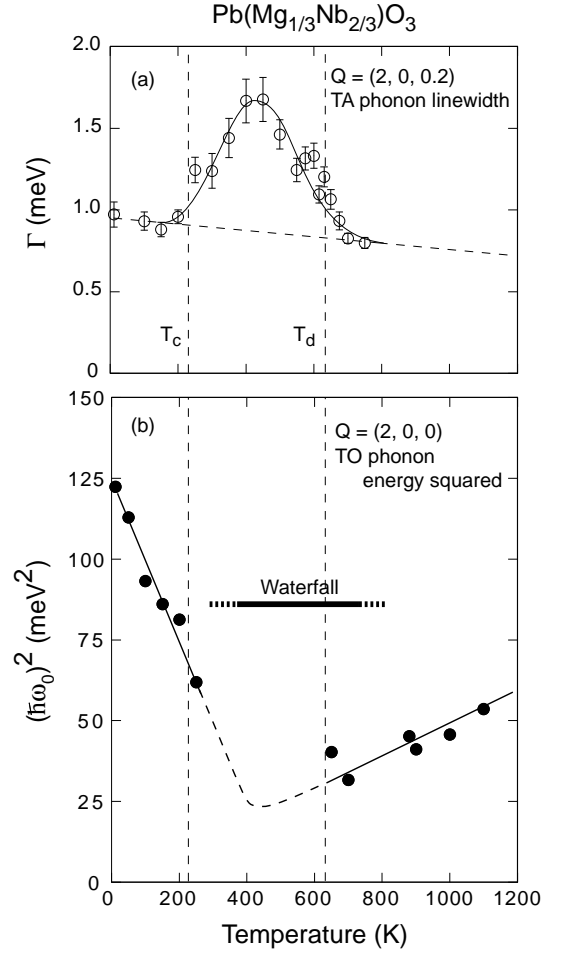 Pb(Mg1/3Nb2/3)O3
(a)
Q = (2, 0, 0.2)
TA phonon linewidth
2.0
1.5
1.0
0.5
0
Γ (meV)
Tc
Td
(b)
Q = (2, 0, 0)
TO phonon
energy squared
Waterfall
150
125
100
75
50
25
0
(ħω0)2 (meV2)
0 200 400 600 800 1000 1200
Temperature (K)